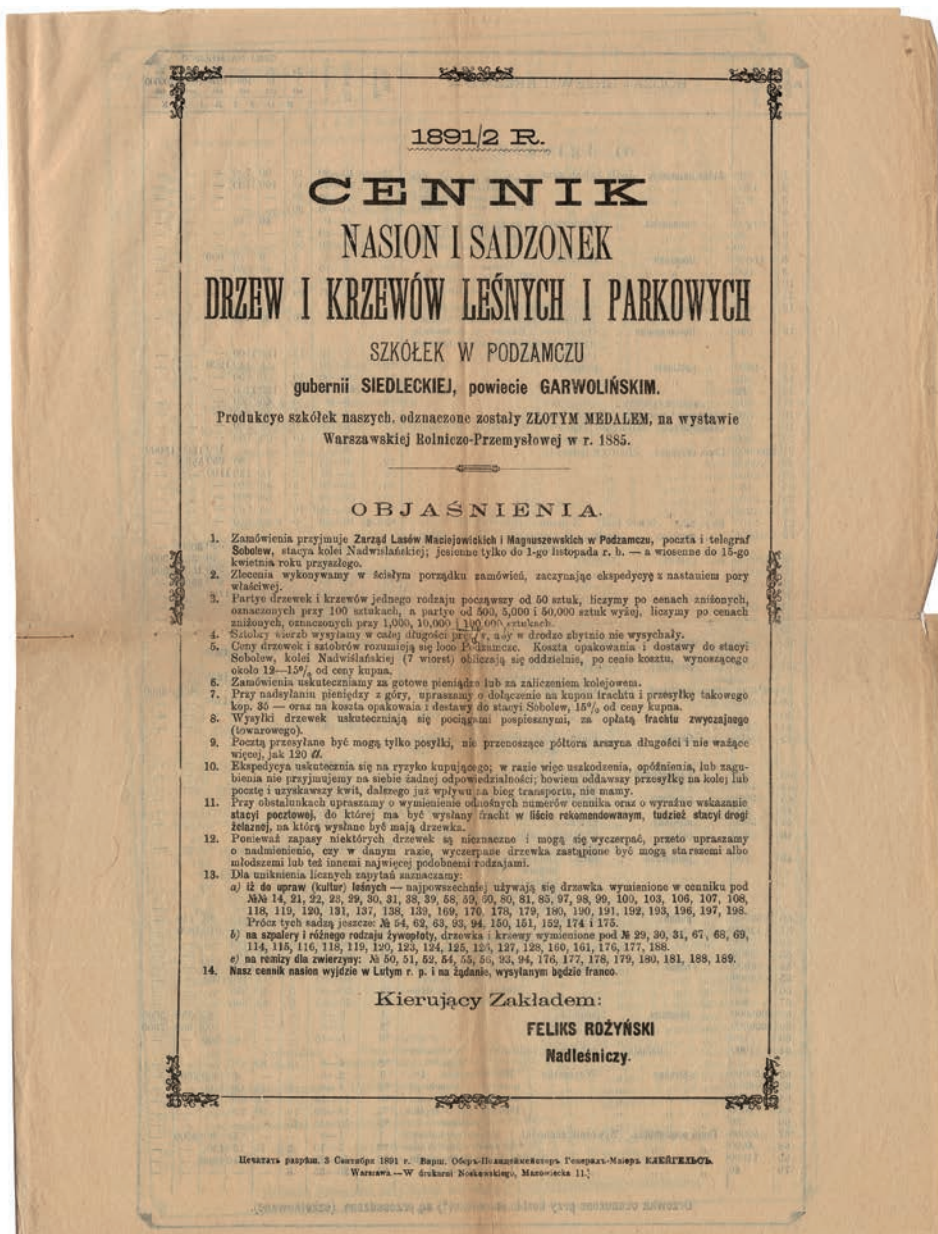 1891/2 R.
CENNIK
NASION I SADZONEK
DRZEW I KRZEWÓW LEŚNYCH I PARKOWYCH
SZKÓŁEK W PODZAMCZU
gubernii SIEDLECKIEJ, powiecie GARWOLIŃSKIM.
Produkcye szkółek naszych, odznaczone zostały ZŁOTYM MEDALEM, na wystawie
Warszawskiej Rolniczo-Przemysłowej w r. 1885.
OBJAŚNIENIA.
1. Zamówienia przyjmuje Zarząd Lasów Maciejowickich i Magnuszewskich w Podzamczu, poczta i telegraf
Sobolew, stacya kolei Nadwiślańskiej; jesienne tylko do 1-go listopada r. b. — a wiosenne do 15-go
kwietnia roku przyszłego.
2. Zlecenia wykonywamy w ścisłym porządku zamówień, zaczynając ekspedycyę z nastaniem pory
właściwej.
3. Partye drzewek i krzewów jednego rodzaju począwszy od 50 sztuk, liczymy po cenach zniżonych,
oznaczonych przy 100 sztukach, a partye od 500, 5,000 i 50,000 sztuk wyżej, liczymy po cenach
zniżonych, oznaczonych przy 1,000, 10,000 i 100,000 sztukach.
4. Sztobry wierzb wysyłamy w całej długości prętów, aby w drodze zbytnio nie wysychały.
5. Ceny drzewek i sztobrów rozumieją się loco Podzamcze. Koszta opakowania i dostawy do stacyi
Sobolew, kolei Nadwiślańskiej (7 wiorst) obliczają się oddzielnie, po cenie kosztu, wynoszącego
około 12—15% od ceny kupna.
6. Zamówienia uskuteczniamy za gotowe pieniądze lub za zaliczeniem kolejowem.
7. Przy nadsyłaniu pieniędzy z góry, upraszamy o dołączenie na kupon frachtu i przesyłkę takowego
kop. 35 — oraz na koszta opakowaia i destawy do stacyi Sobolew, 15% od ceny kupna.
8. Wysyłki drzewek uskuteczniają się pociągami pospiesznymi, za opłatą frachtu zwyczajnego
(towarowego).
9. Pocztą przesyłane być mogą tylko posyłki, nie przenoszące półtora arszyna długości i nie ważące
więcej, jak 120 ℔.
10. Ekspedycya uskutecznia się na ryzyko kupującego; w razie więc uszkodzenia, opóźnienia, lub zagu-
bienia nie przyjmujemy na siebie żadnej odpowiedzialności; bowiem oddawszy przesyłkę na kolej lub
pocztę i uzyskawszy kwit, dalszego już wpływu na bieg transportu, nie mamy.
11. Przy obstalunkach upraszamy o wymienienie odnośnych numerów cennika oraz o wyraźne wskazanie
stacyi pocztowej, do której ma być wysłany fracht w liście rekomendowanym, tudzież stacyi drogi
żelaznej, na którą wysłane być mają drzewka.
12. Ponieważ zapasy niektórych drzewek są nieznaczne i mogą się wyczerpać, przeto upraszamy
o nadmienienie, czy w danym razie, wyczerpane drzewka zastąpione być mogą starszemi albo
młodszemi lub też innemi najwięcej podobnemi rodzajami.
13. Dla uniknienia licznych zapytań zaznaczamy:
a) iż do upraw (kultur) leśnych — najpowszechniej używają się drzewka wymienione w cenniku pod
№№ 14, 21, 22, 23, 29, 30, 31, 38, 39, 58, 59, 60, 80, 81, 85, 97, 98, 99, 100, 103, 106, 107, 108,
118, 119, 120, 131, 137, 138, 139, 169, 170, 178, 179, 180, 190, 191, 192, 193, 196, 197, 198.
Prócz tych sadzą jeszcze: № 54, 62, 63, 93, 94, 150, 151, 152, 174 i 175.
b) na szpalery i różnego rodzaju żywopłoty, drzewka i krzewy wymienione pod № 29, 30, 31, 67, 68, 69,
114, 115, 116, 118, 119, 120, 123, 124, 125, 126, 127, 128, 160, 161, 176, 177, 188.
c) na remizy dla zwierzyny: № 50, 51, 52, 54, 55, 56, 93, 94, 176, 177, 178, 179, 180, 181, 188, 189.
14. Nasz cennik nasion wyjdzie w Lutym r. p. i na żądanie, wysyłanym będzie franco.
Kierujący Zakładem:
FELIKS ROŻYŃSKI
Nadleśniczy.
Печатать разрѣш. 3 Сентября 1891 г. Варш. Оберъ-Полицеймейстеръ Генералъ-Маіоръ КЛЕЙГЕЛЬСЪ.
Warszawa.—W drukarni Noskowskiego, Mazowiecka 11.